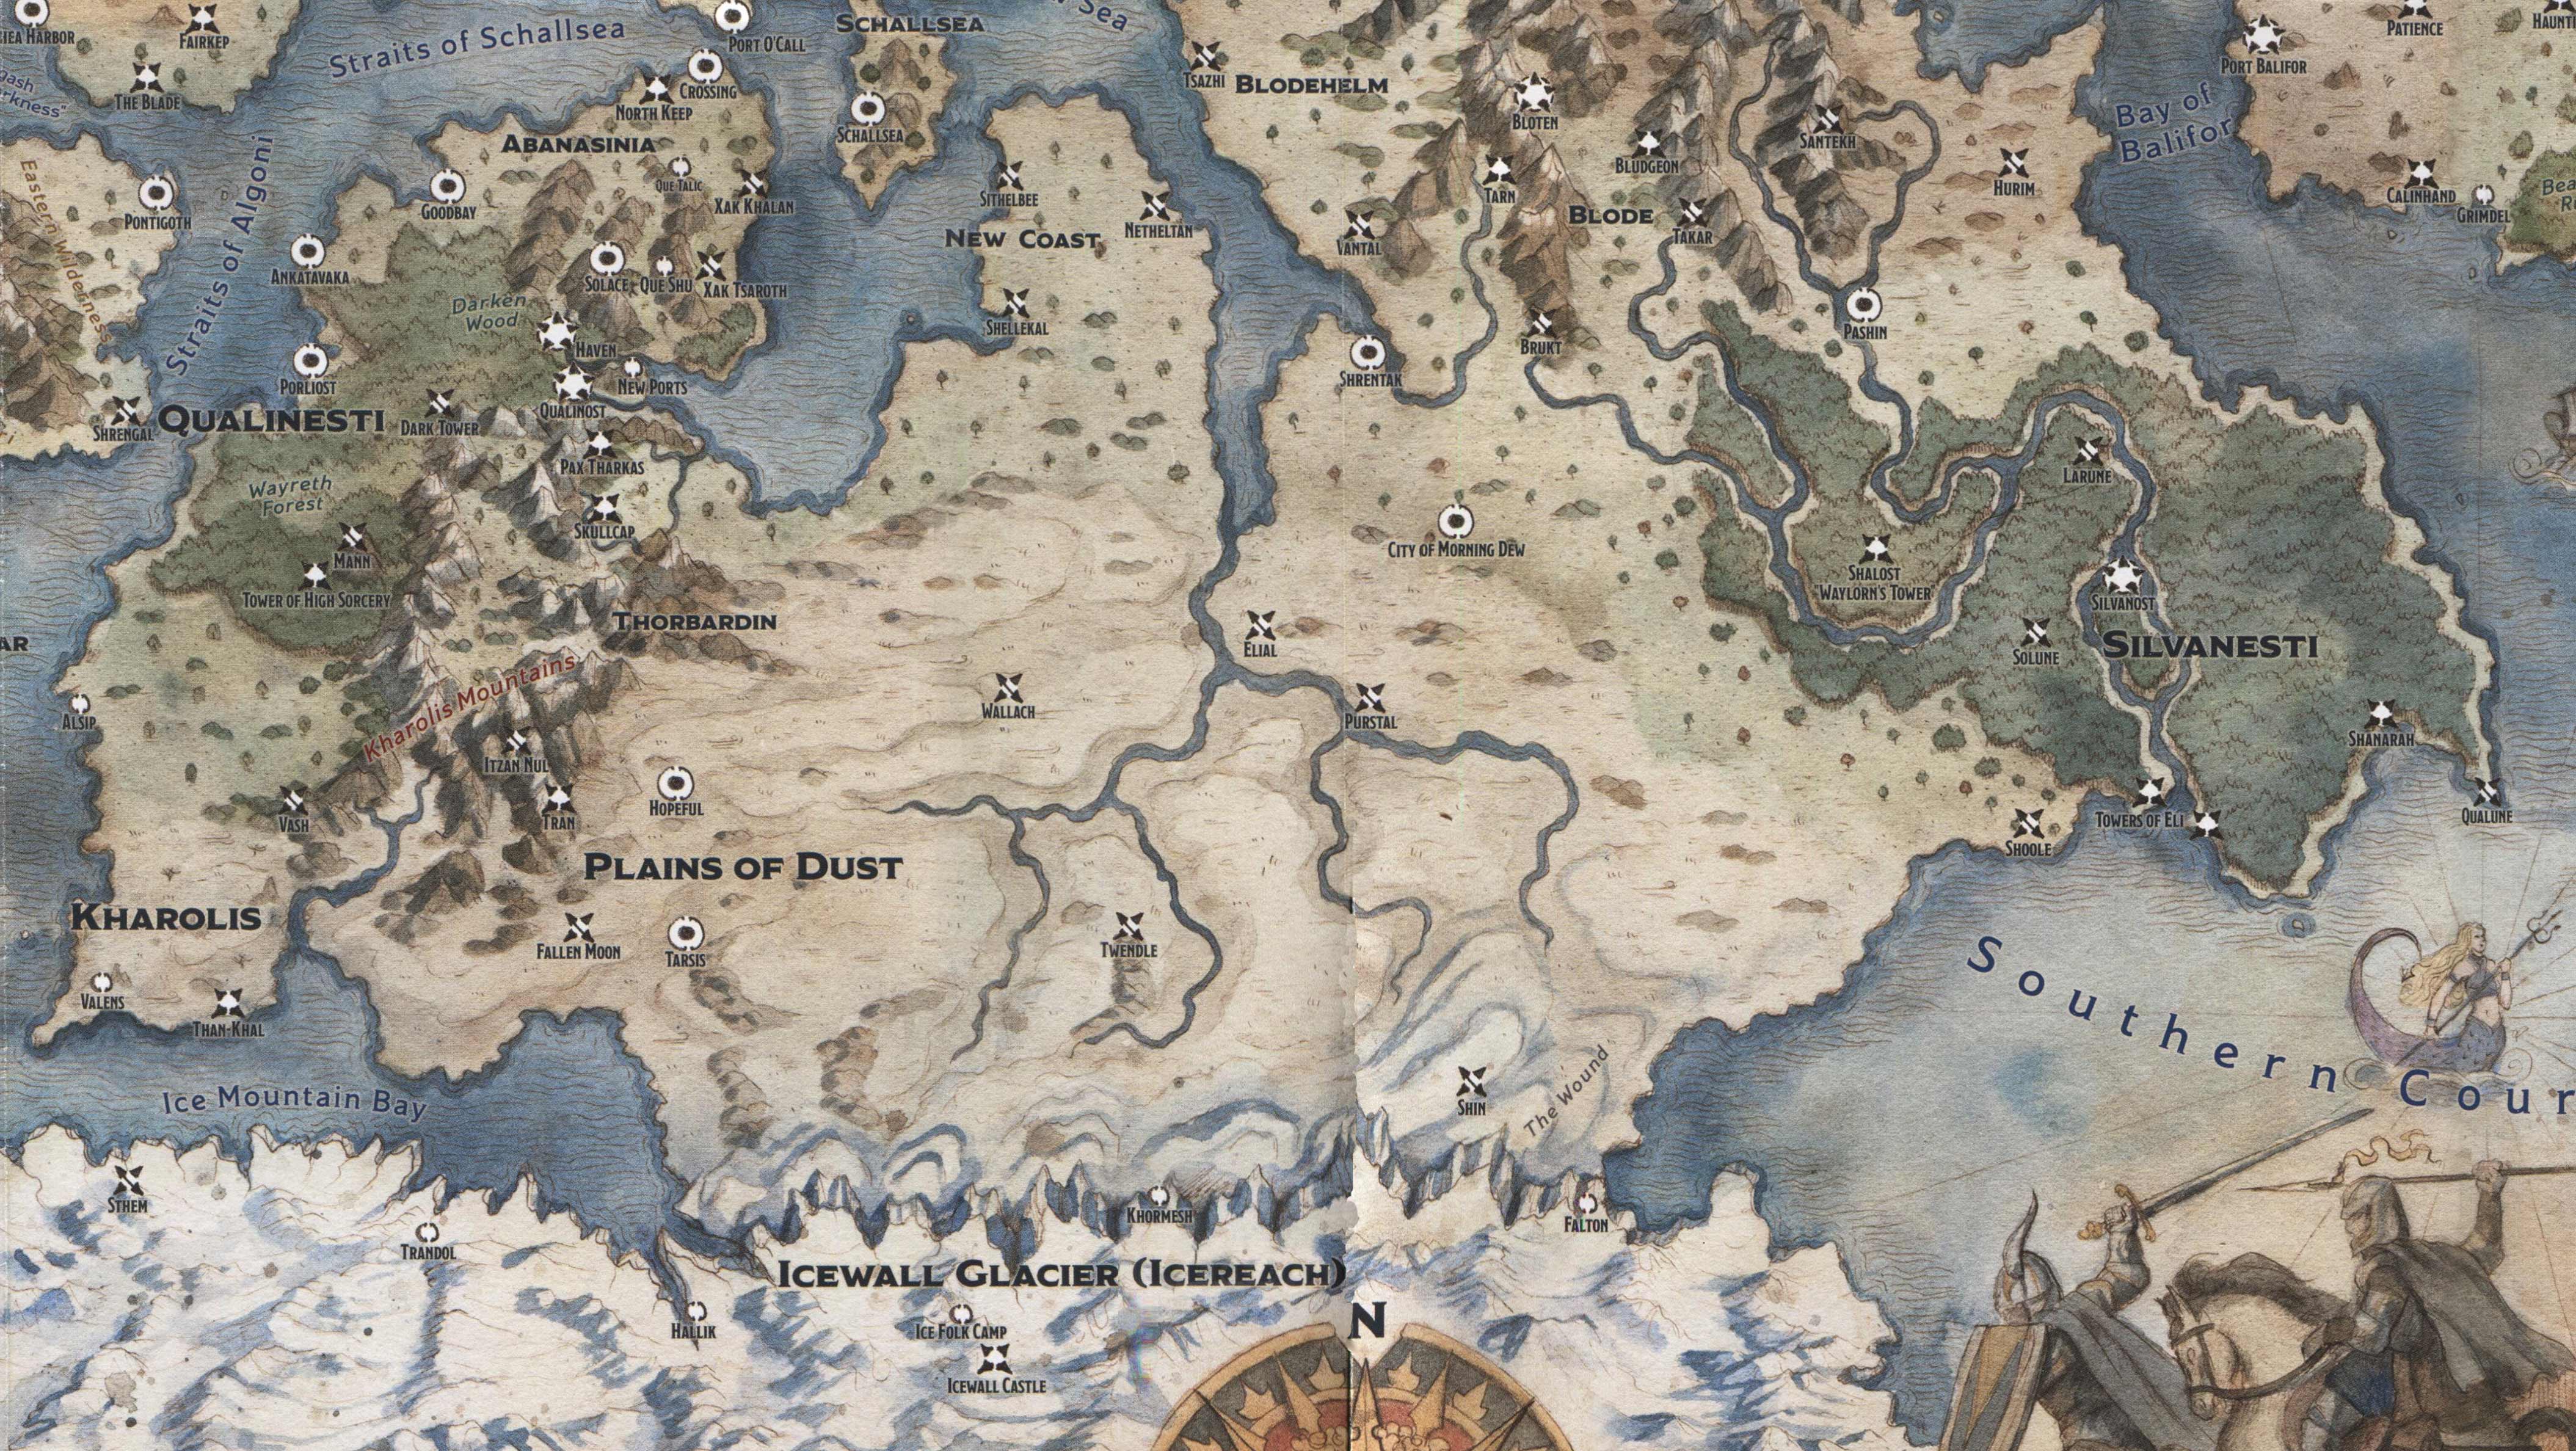 HEA HARBOR
FAIRKEP
THE BLADE
Straits of Schallsea
PORT O'CALL
CROSSING
NORTH KEEP
ABANASINIA
SCHALLSEA
SCHALLSEA
Sea
TSAZHI
BLODEHELM
BLOTEN
BLUDGEON
SANTEKH
HURIM
Bay of
Balifor
PORT BALIFOR
PATIENCE
HAUNT
CALINHAND
GRIMDEL
Eastern Wilderness
PONTIGOTH
Straits of Algoni
GOODBAY
QUE TALIC
XAK KHALAN
SITHELBEE
NETHELTAN
NEW COAST
VANTAL
TARN
BLODE
TAKAR
ANKATAVAKA
SOLACE
QUE SHU
XAK TSAROTH
Darken
Wood
SHELLEKAL
BRUKT
PASHIN
HAVEN
PORLIOST
NEW PORTS
SHRENTAK
SHRENGAL
QUALINESTI
DARK TOWER
QUALINOST
PAX THARKAS
Wayreth
Forest
SKULLCAP
LARUNE
MANN
TOWER OF HIGH SORCERY
CITY OF MORNING DEW
SHALOST
"WAYLORN'S TOWER"
SILVANOST
THORBARDIN
ELIAL
SOLUNE
SILVANESTI
AR
Kharolis Mountains
ALSIP
WALLACH
PURSTAL
SHANARAH
ITZAN NUL
VASH
TRAN
HOPEFUL
SHOOLE
TOWERS OF ELI
QUALUNE
PLAINS OF DUST
KHAROLIS
FALLEN MOON
TARSIS
TWENDLE
VALENS
THAN-KHAL
Southern Cour
Ice Mountain Bay
SHIN
The Wound
STHEM
TRANDOL
KHORMESH
FALTON
ICEWALL GLACIER (ICEREACH)
HALLIK
ICE FOLK CAMP
N
ICEWALL CASTLE